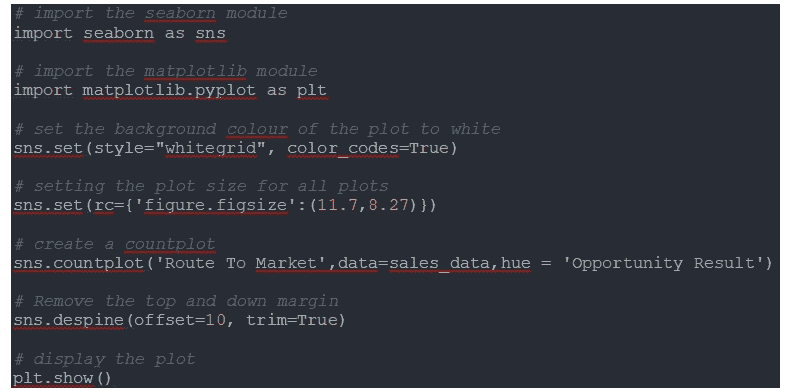 # import the seaborn module
import seaborn as sns
# import the matplotlib module
import matplotlib.pyplot as plt
# set the background colour of the plot to white
sns.set(style="whitegrid", color_codes=True)
# setting the plot size for all plots
sns.set(rc={'figure.figsize':(11.7,8.27)})
# create a countplot
sns.countplot('Route To Market',data=sales_data,hue = 'Opportunity Result')
# Remove the top and down margin
sns.despine(offset=10, trim=True)
# display the plot
plt.show()